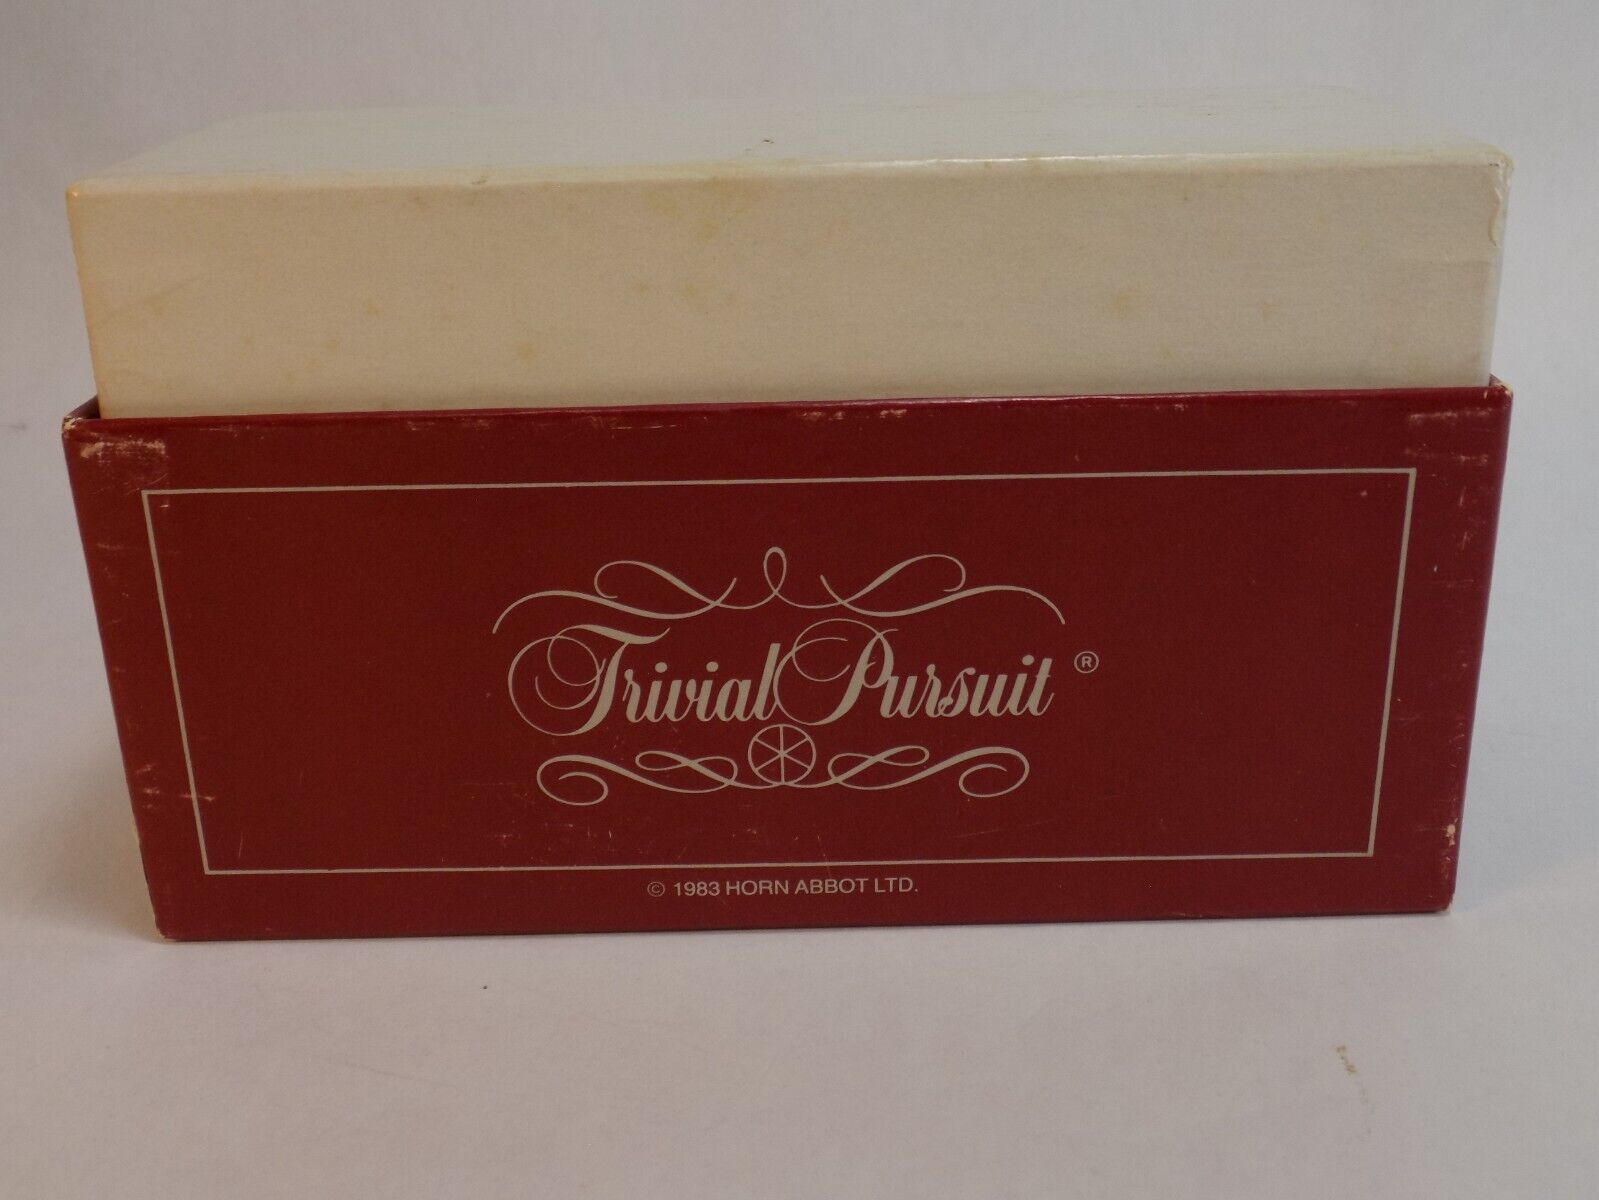 Trivial Pursuit ®
© 1983 HORN ABBOT LTD.